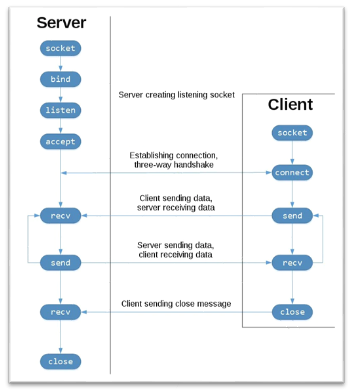 Server
socket
bind
Server creating listening socket
listen
Client
accept
socket
Establishing connection,
three-way handshake
connect
Client sending data,
server receiving data
recv
send
Server sending data,
client receiving data
send
recv
Client sending close message
recv
close
close